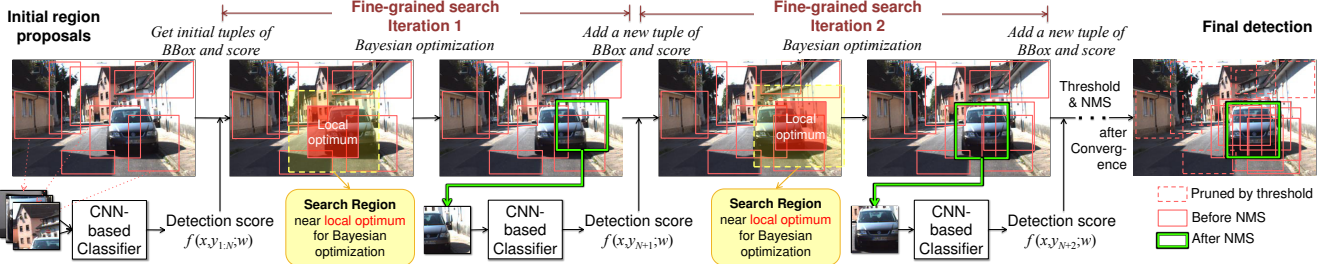 Initial region
proposals
Fine-grained search
Iteration 1
Get initial tuples of
BBox and score
Bayesian optimization
Add a new tuple of
BBox and score
Fine-grained search
Iteration 2
Bayesian optimization
Add a new tuple of
BBox and score
Final detection
Local
optimum
Local
optimum
Threshold
& NMS
after
Converg-
ence
CNN-
based
Classifier
Detection score
f (x,y1:N;w)
Search Region
near local optimum
for Bayesian
optimization
CNN-
based
Classifier
Detection score
f (x,yN+1;w)
Search Region
near local optimum
for Bayesian
optimization
CNN-
based
Classifier
Detection score
f (x,yN+2;w)
Pruned by threshold
Before NMS
After NMS